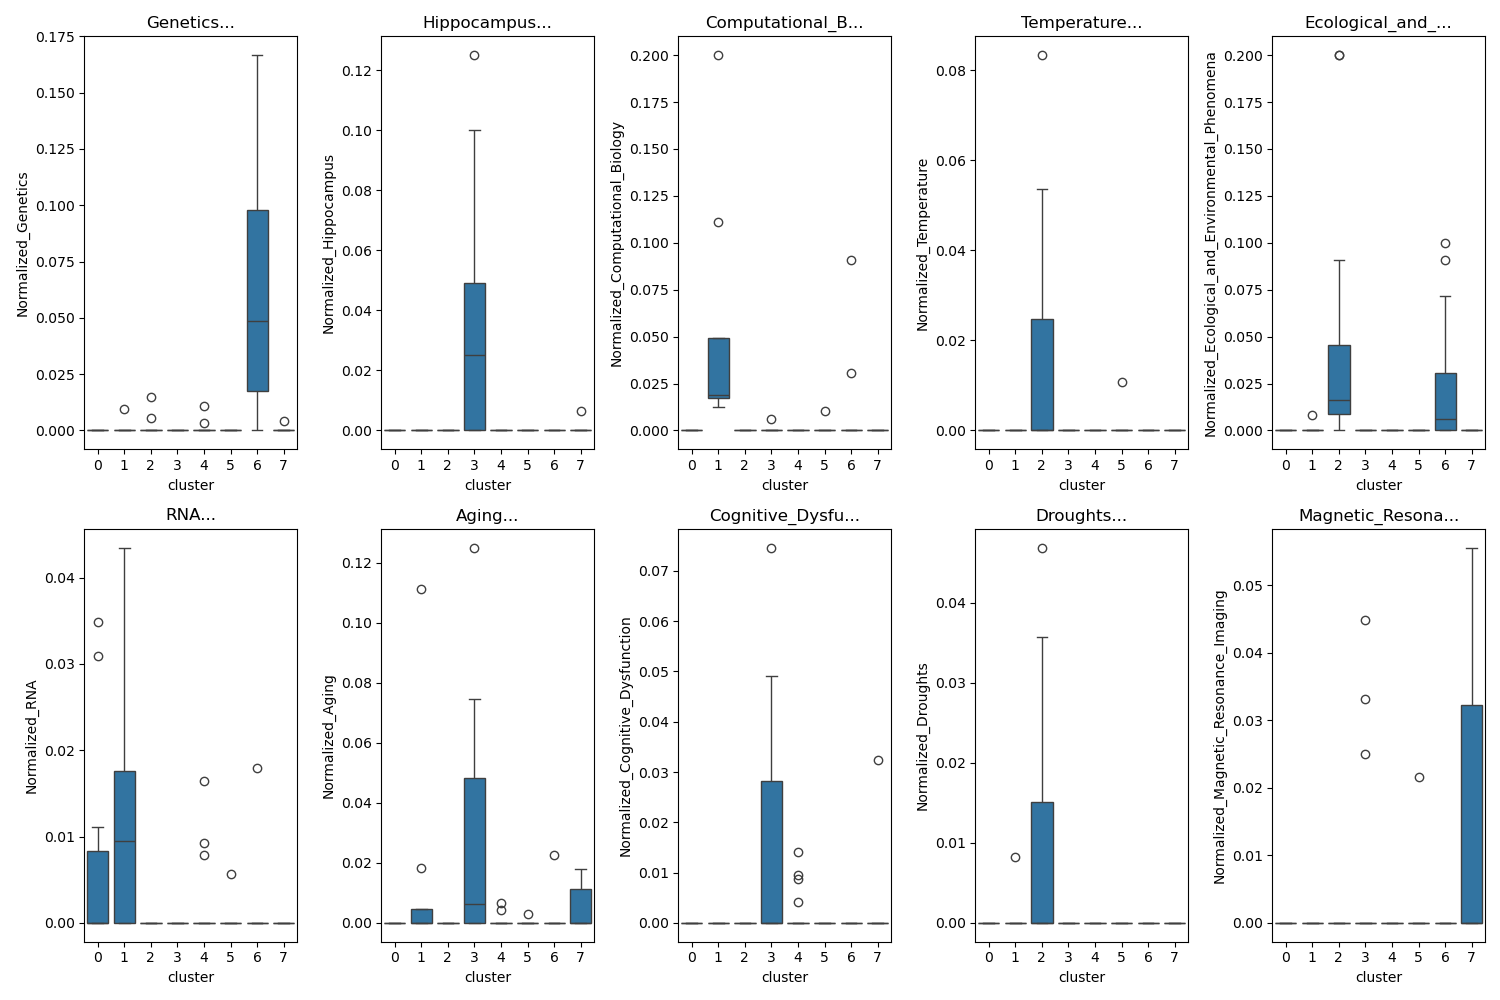 Genetics...
Normalized_Genetics
0.175
0.150
0.125
0.100
0.075
0.050
0.025
0.000
0 1 2 3 4 5 6 7
cluster
Hippocampus...
Normalized_Hippocampus
0.12
0.10
0.08
0.06
0.04
0.02
0.00
0 1 2 3 4 5 6 7
cluster
Computational_B...
Normalized_Computational_Biology
0.200
0.175
0.150
0.125
0.100
0.075
0.050
0.025
0.000
0 1 2 3 4 5 6 7
cluster
Temperature...
Normalized_Temperature
0.08
0.06
0.04
0.02
0.00
0 1 2 3 4 5 6 7
cluster
Ecological_and_...
Normalized_Ecological_and_Environmental_Phenomena
0.200
0.175
0.150
0.125
0.100
0.075
0.050
0.025
0.000
0 1 2 3 4 5 6 7
cluster
RNA...
Normalized_RNA
0.04
0.03
0.02
0.01
0.00
0 1 2 3 4 5 6 7
cluster
Aging...
Normalized_Aging
0.12
0.10
0.08
0.06
0.04
0.02
0.00
0 1 2 3 4 5 6 7
cluster
Cognitive_Dysfu...
Normalized_Cognitive_Dysfunction
0.07
0.06
0.05
0.04
0.03
0.02
0.01
0.00
0 1 2 3 4 5 6 7
cluster
Droughts...
Normalized_Droughts
0.04
0.03
0.02
0.01
0.00
0 1 2 3 4 5 6 7
cluster
Magnetic_Resona...
Normalized_Magnetic_Resonance_Imaging
0.05
0.04
0.03
0.02
0.01
0.00
0 1 2 3 4 5 6 7
cluster